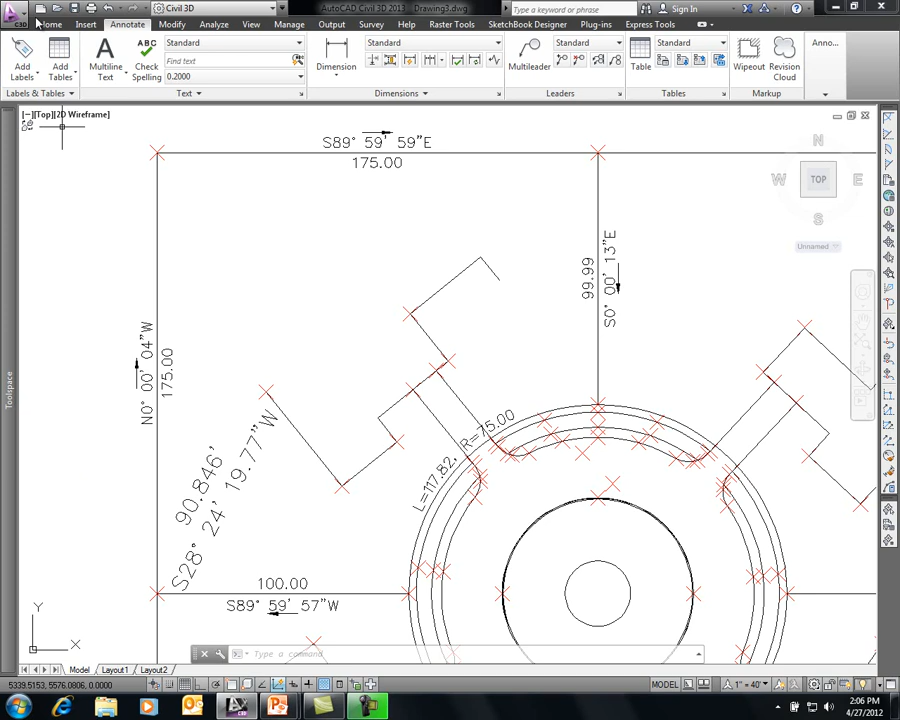 C3D
Civil 3D
AutoCAD Civil 3D 2013 Drawing3.dwg
Type a keyword or phrase
Sign In
Home Insert Annotate Modify Analyze View Manage Output Survey Help Raster Tools SketchBook Designer Plug-ins Express Tools
Add Labels
Add Tables
Multiline Text
Check Spelling
Standard
Find text
0.2000
Dimension
Standard
Multileader
Standard
Table
Standard
Wipeout
Revision Cloud
Anno...
Labels & Tables
Text
Dimensions
Leaders
Tables
Markup
[−][Top][2D Wireframe]
S89° 59' 59"E
175.00
N
W
TOP
E
S
Unnamed
99.99
S0° 00' 13"E
N0° 00' 04"W
175.00
L=117.82, R=75.00
90.846'
S28° 24' 19.77"W
100.00
S89° 59' 57"W
Toolspace
Y
X
Type a command
Model Layout1 Layout2
5339.5153, 5576.0806, 0.0000
MODEL
1" = 40'
2:06 PM
4/27/2012